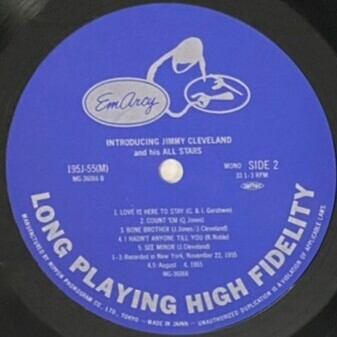 EmArcy
INTRODUCING JIMMY CLEVELAND
and his ALL STARS
195J-55(M)
MG-36066 B
MONO SIDE 2
33 1-3 RPM
1. LOVE IS HERE TO STAY (G. & I. Gershwin)
2. COUNT 'EM (Q. Jones)
3. BONE BROTHER (J. Jones/J. Cleveland)
4. I HADN'T ANYONE TILL YOU (R. Noble)
5. SEE MINOR (J. Cleveland)
1-3: Recorded in New York, November 22, 1955
4.5: August 4, 1955
MG-36066
LONG PLAYING HIGH FIDELITY
MANUFACTURED BY NIPPON PHONOGRAM CO., LTD., TOKYO - MADE IN JAPAN - UNAUTHORIZED DUPLICATION IS A VIOLATION OF APPLICABLE LAWS.